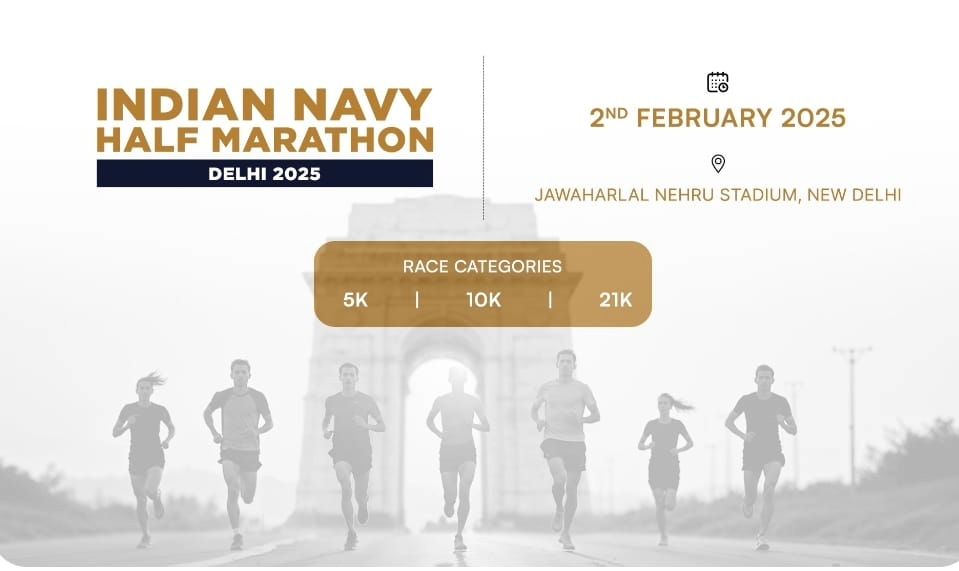 INDIAN NAVY
HALF MARATHON
DELHI 2025
2ND FEBRUARY 2025
JAWAHARLAL NEHRU STADIUM, NEW DELHI
RACE CATEGORIES
5K | 10K | 21K